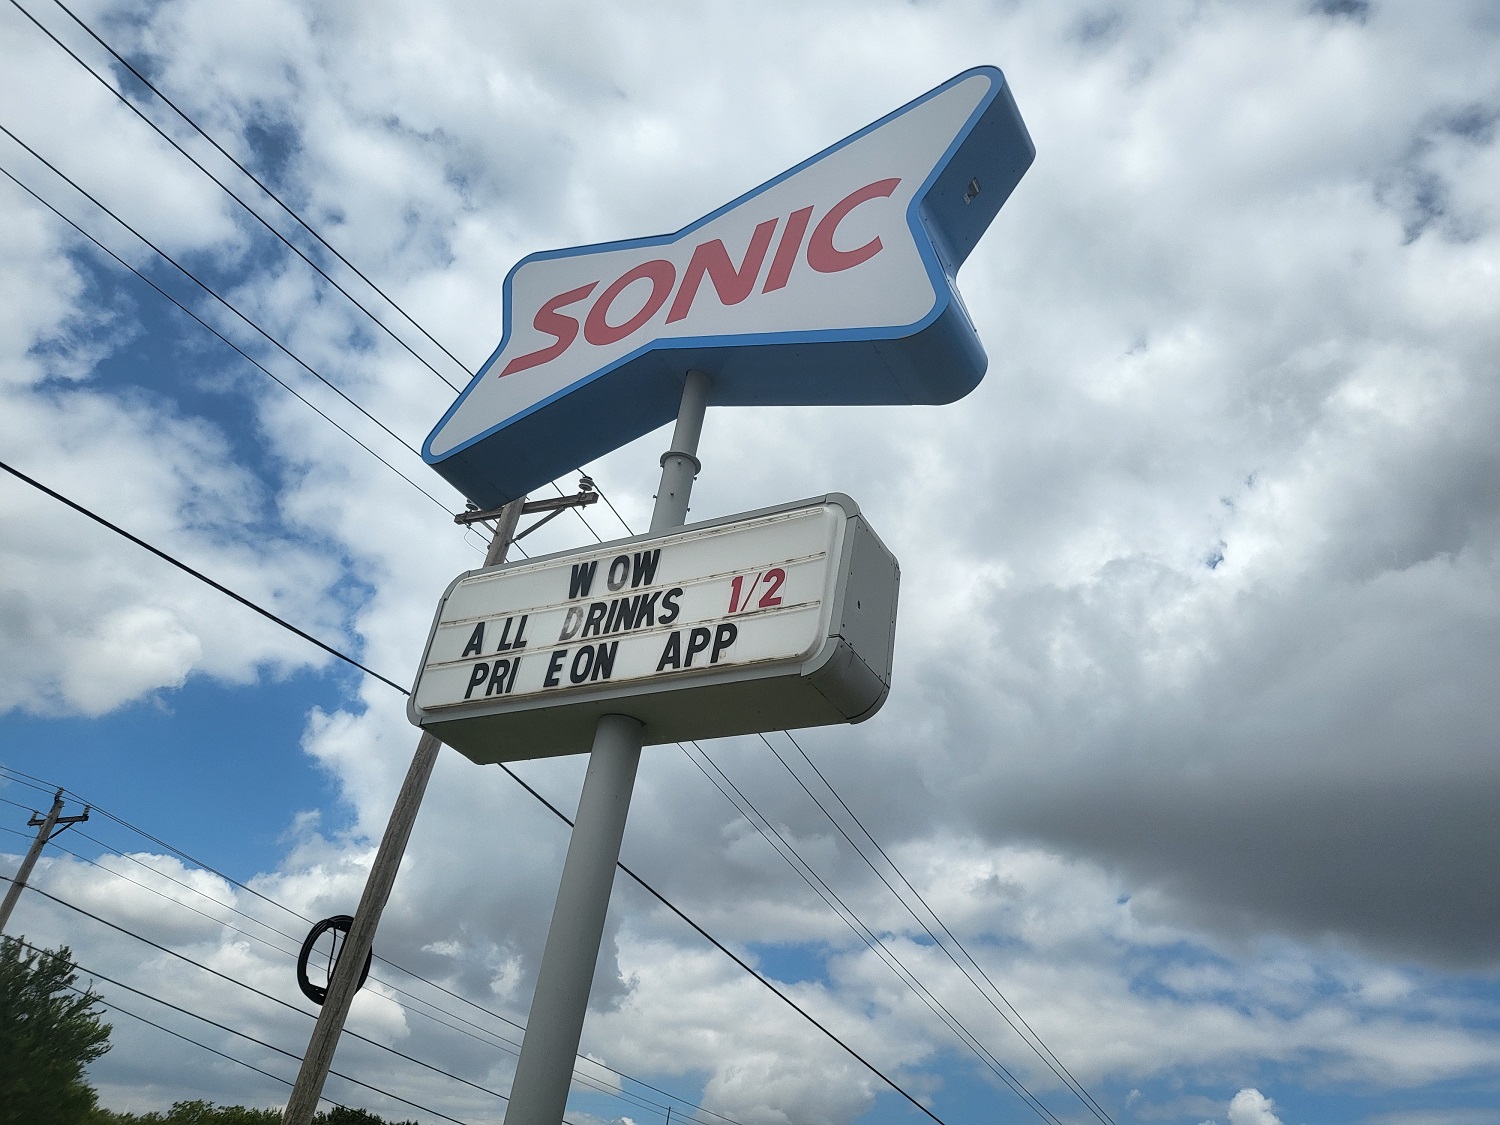 SONIC
W OW
A LL DRINKS 1/2
PRI E ON APP